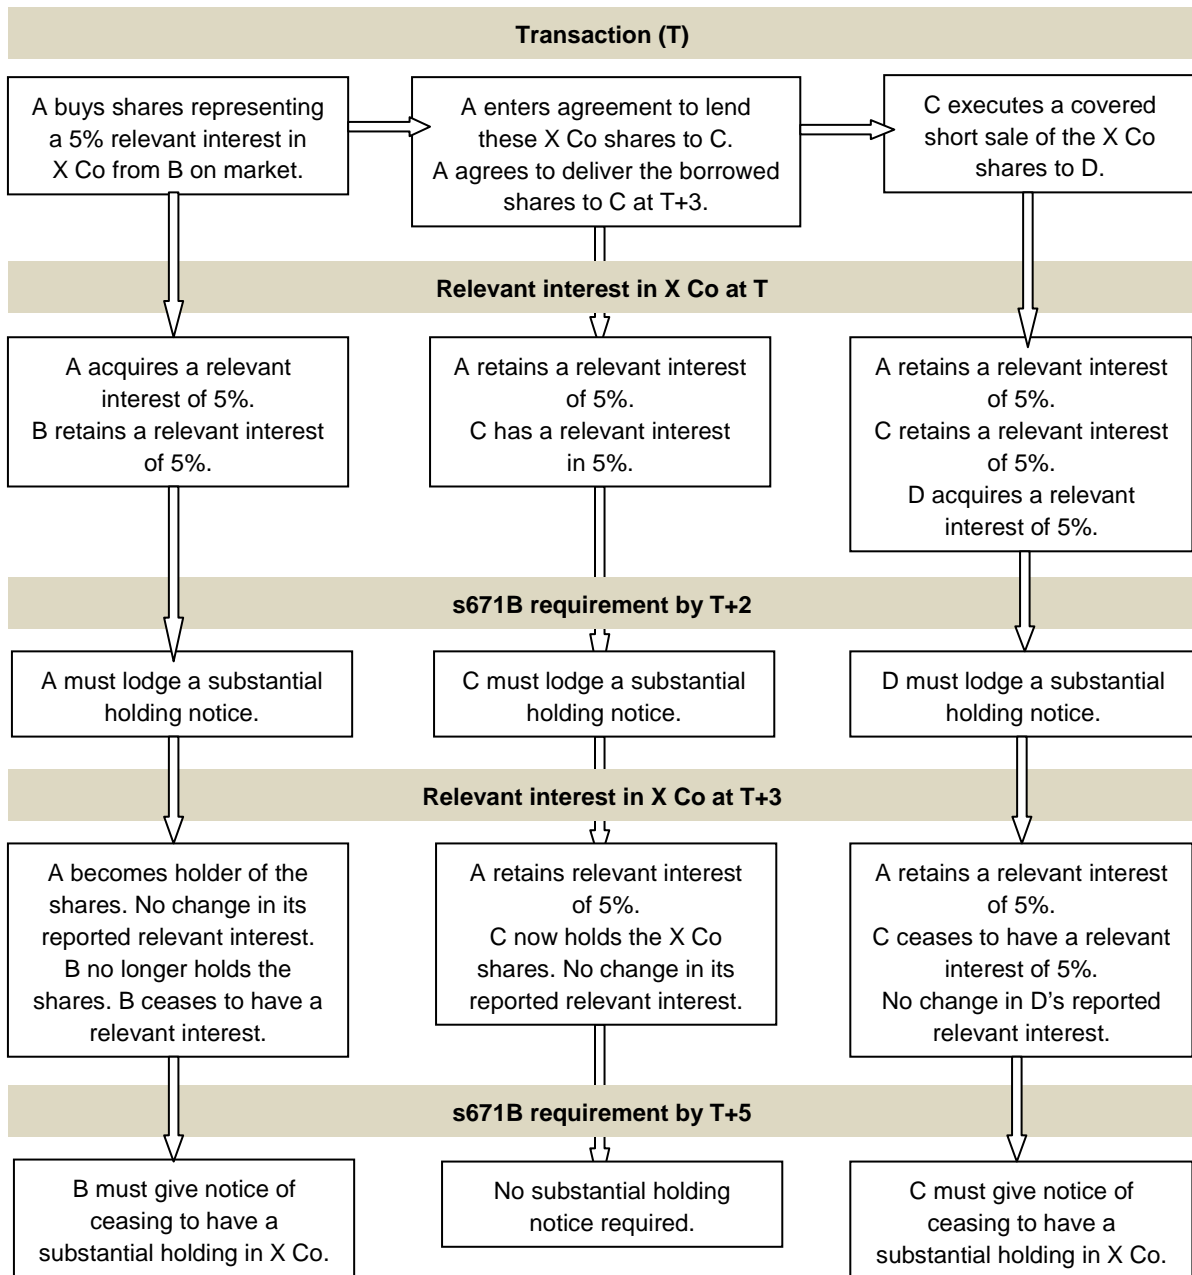 Transaction (T)
A buys shares representing
a 5% relevant interest in
X Co from B on market.
A enters agreement to lend
these X Co shares to C.
A agrees to deliver the borrowed
shares to C at T+3.
C executes a covered
short sale of the X Co
shares to D.
Relevant interest in X Co at T
A acquires a relevant
interest of 5%.
B retains a relevant interest
of 5%.
A retains a relevant interest
of 5%.
C has a relevant interest
in 5%.
A retains a relevant interest
of 5%.
C retains a relevant interest
of 5%.
D acquires a relevant
interest of 5%.
s671B requirement by T+2
A must lodge a substantial
holding notice.
C must lodge a substantial
holding notice.
D must lodge a substantial
holding notice.
Relevant interest in X Co at T+3
A becomes holder of the
shares. No change in its
reported relevant interest.
B no longer holds the
shares. B ceases to have a
relevant interest.
A retains relevant interest
of 5%.
C now holds the X Co
shares. No change in its
reported relevant interest.
A retains a relevant interest
of 5%.
C ceases to have a relevant
interest of 5%.
No change in D's reported
relevant interest.
s671B requirement by T+5
B must give notice of
ceasing to have a
substantial holding in X Co.
No substantial holding
notice required.
C must give notice of
ceasing to have a
substantial holding in X Co.